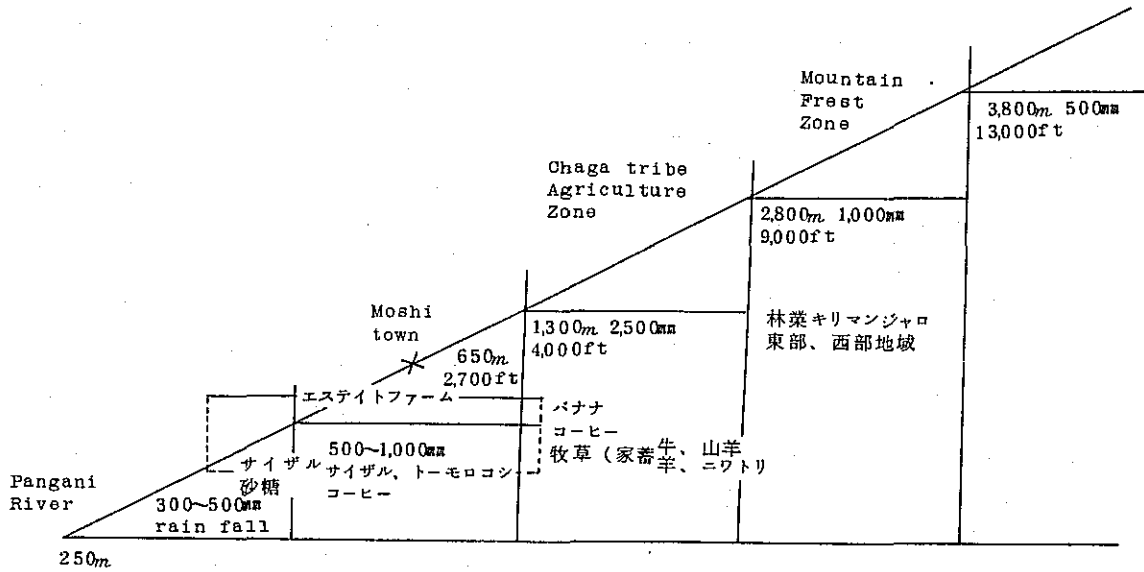 Mountain
Frest
Zone
3,800m 500mm
13,000ft
Chaga tribe
Agriculture
Zone
2,800m 1,000mm
9,000ft
林業キリマンジャロ
東部、西部地域
Moshi
town
1,300m 2,500mm
4,000ft
650m
2,700ft
エステイトファーム
バナナ
コーヒー
牧草（家蓄牛、山羊
羊、ニワトリ
500～1,000mm
サイザル、トーモロコシ
コーヒー
サイザル
砂糖
Pangani
River
300～500mm
rain fall
250m